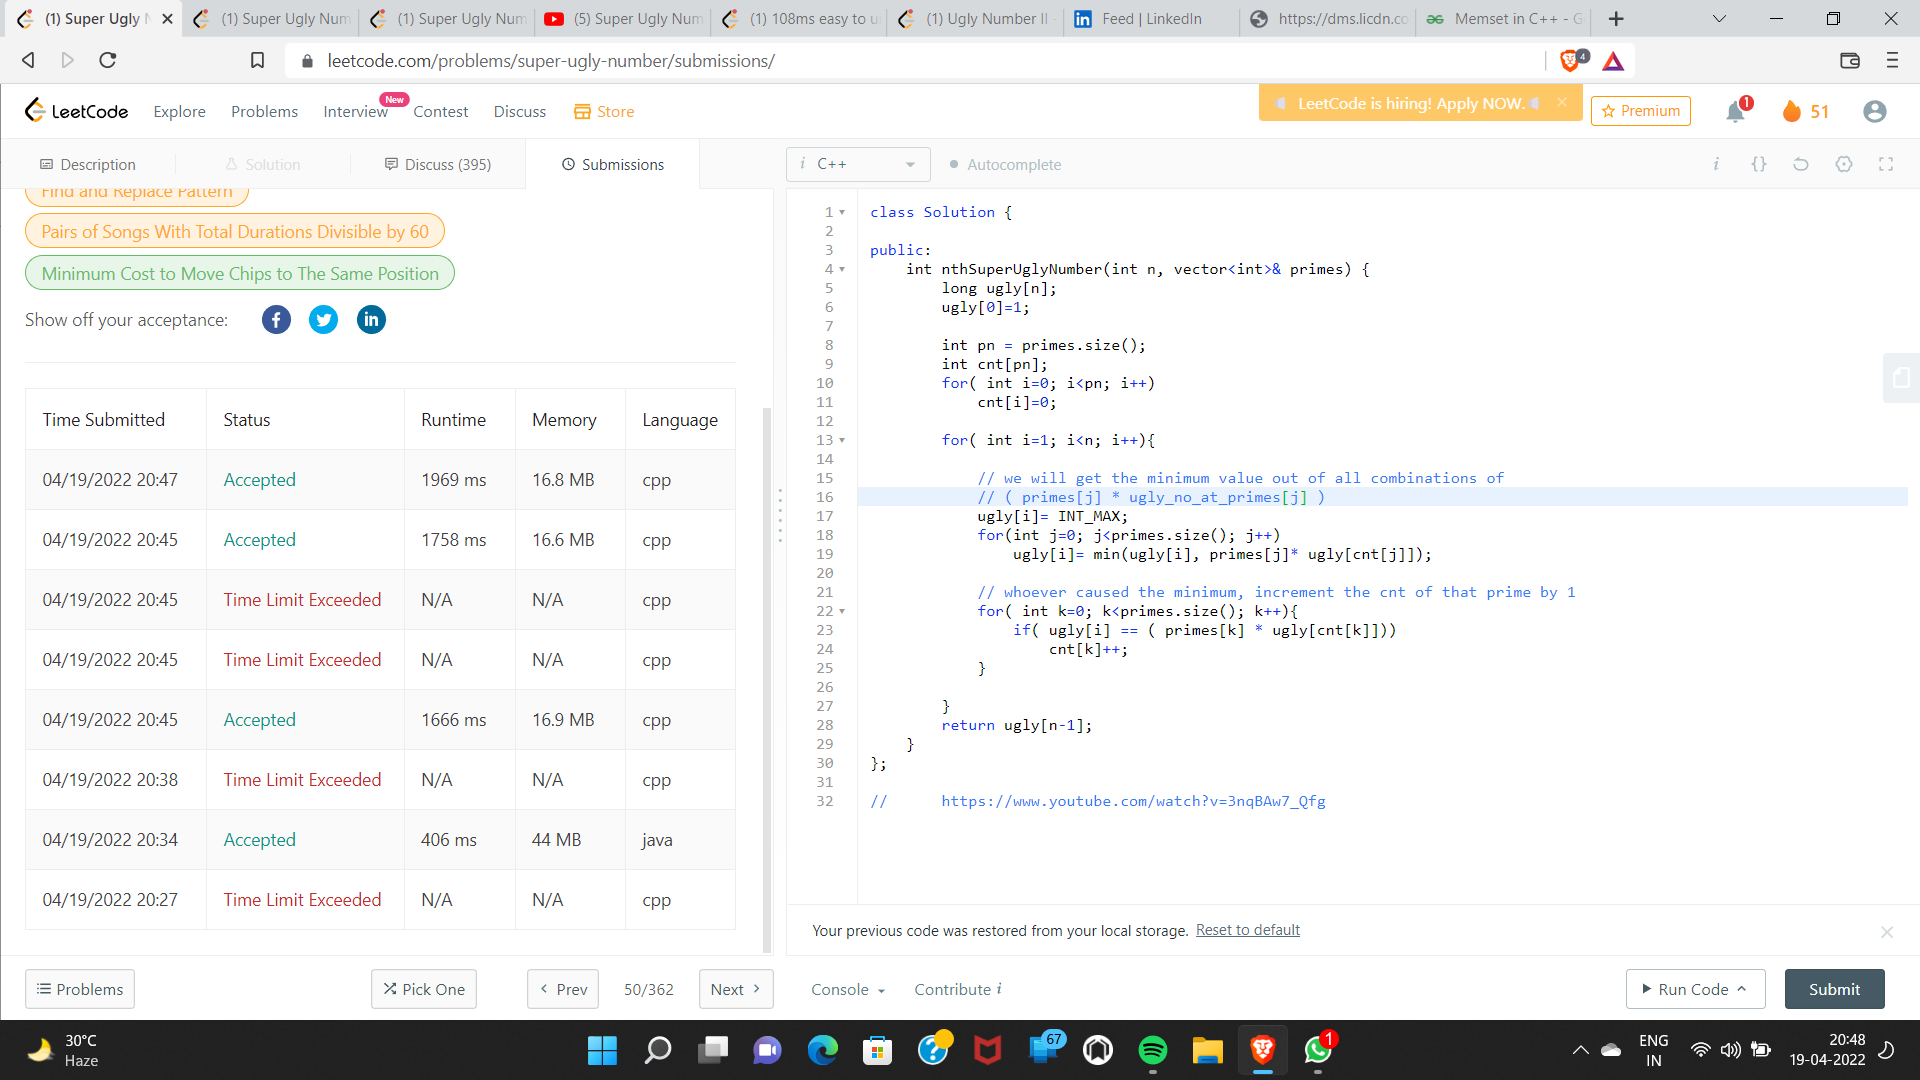 (1) Super Ugly N
(1) Super Ugly Num
(1) Super Ugly Num
(5) Super Ugly Num
(1) 108ms easy to u
(1) Ugly Number II -
Feed | LinkedIn
https://dms.licdn.co
Memset in C++ - G
leetcode.com/problems/super-ugly-number/submissions/
4
LeetCode
Explore
Problems
Interview
New
Contest
Discuss
Store
LeetCode is hiring! Apply NOW.
Premium
1
51
Description
Solution
Discuss (395)
Submissions
i C++
Autocomplete
Find and Replace Pattern
Pairs of Songs With Total Durations Divisible by 60
Minimum Cost to Move Chips to The Same Position
Show off your acceptance:
Time Submitted Status Runtime Memory Language
04/19/2022 20:47 Accepted 1969 ms 16.8 MB cpp
04/19/2022 20:45 Accepted 1758 ms 16.6 MB cpp
04/19/2022 20:45 Time Limit Exceeded N/A N/A cpp
04/19/2022 20:45 Time Limit Exceeded N/A N/A cpp
04/19/2022 20:45 Accepted 1666 ms 16.9 MB cpp
04/19/2022 20:38 Time Limit Exceeded N/A N/A cpp
04/19/2022 20:34 Accepted 406 ms 44 MB java
04/19/2022 20:27 Time Limit Exceeded N/A N/A cpp
1 class Solution {
2
3 public:
4 int nthSuperUglyNumber(int n, vector<int>& primes) {
5 long ugly[n];
6 ugly[0]=1;
7
8 int pn = primes.size();
9 int cnt[pn];
10 for( int i=0; i<pn; i++)
11 cnt[i]=0;
12
13 for( int i=1; i<n; i++){
14
15 // we will get the minimum value out of all combinations of
16 // ( primes[j] * ugly_no_at_primes[j] )
17 ugly[i]= INT_MAX;
18 for(int j=0; j<primes.size(); j++)
19 ugly[i]= min(ugly[i], primes[j]* ugly[cnt[j]]);
20
21 // whoever caused the minimum, increment the cnt of that prime by 1
22 for( int k=0; k<primes.size(); k++){
23 if( ugly[i] == ( primes[k] * ugly[cnt[k]]))
24 cnt[k]++;
25 }
26
27 }
28 return ugly[n-1];
29 }
30 };
31
32 // https://www.youtube.com/watch?v=3nqBAw7_Qfg
Your previous code was restored from your local storage. Reset to default
Problems
Pick One
Prev
50/362
Next
Console
Contribute i
Run Code
Submit
30°C
Haze
67
1
ENG
IN
20:48
19-04-2022